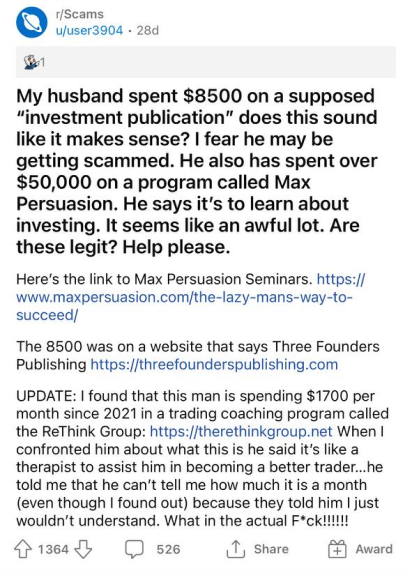 r/Scams
u/user3904 · 28d
1
My husband spent $8500 on a supposed
“investment publication” does this sound
like it makes sense? I fear he may be
getting scammed. He also has spent over
$50,000 on a program called Max
Persuasion. He says it’s to learn about
investing. It seems like an awful lot. Are
these legit? Help please.
Here’s the link to Max Persuasion Seminars. https://
www.maxpersuasion.com/the-lazy-mans-way-to-
succeed/
The 8500 was on a website that says Three Founders
Publishing https://threefounderspublishing.com
UPDATE: I found that this man is spending $1700 per
month since 2021 in a trading coaching program called
the ReThink Group: https://therethinkgroup.net When I
confronted him about what this is he said it’s like a
therapist to assist him in becoming a better trader...he
told me that he can’t tell me how much it is a month
(even though I found out) because they told him I just
wouldn’t understand. What in the actual F*ck!!!!!!
1364 526 Share Award